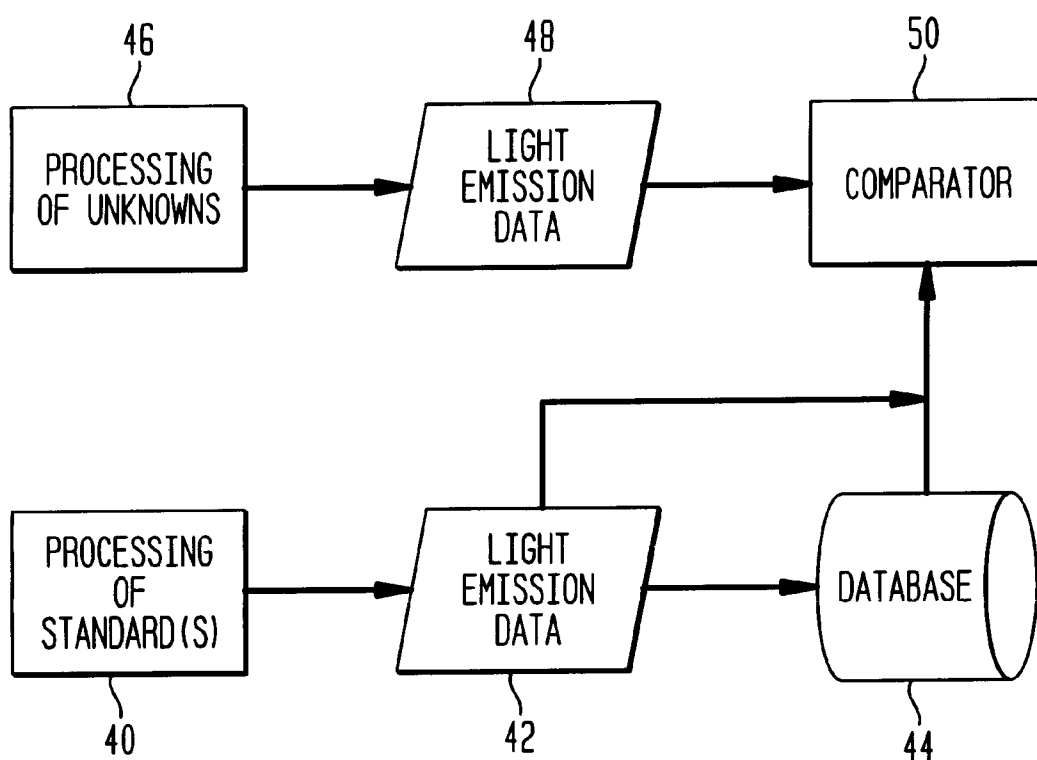 46
48
50
PROCESSING
OF UNKNOWNS
LIGHT
EMISSION
DATA
COMPARATOR
PROCESSING
OF
STANDARD(S)
LIGHT
EMISSION
DATA
DATABASE
40
42
44